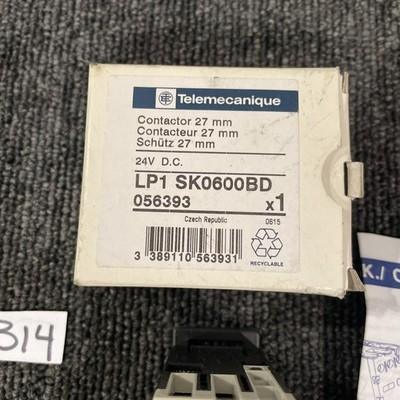 Telemecanique
Contactor 27 mm
Contacteur 27 mm
Schütz 27 mm
24V D.C.
LP1 SK0600BD
056393 x1
Czech Republic 0615
3 389110 563931
RECYCLABLE
314
K./ C